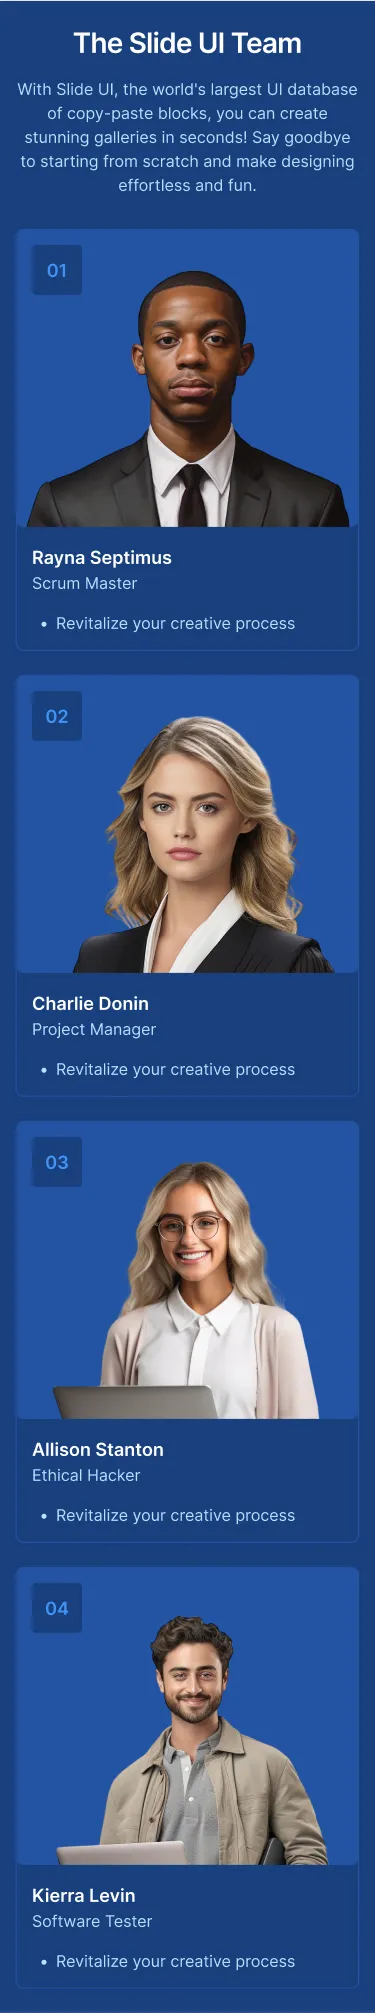 The Slide UI Team
With Slide UI, the world's largest UI database
of copy-paste blocks, you can create
stunning galleries in seconds! Say goodbye
to starting from scratch and make designing
effortless and fun.
01
Rayna Septimus
Scrum Master
• Revitalize your creative process
02
Charlie Donin
Project Manager
• Revitalize your creative process
03
Allison Stanton
Ethical Hacker
• Revitalize your creative process
04
Kierra Levin
Software Tester
• Revitalize your creative process